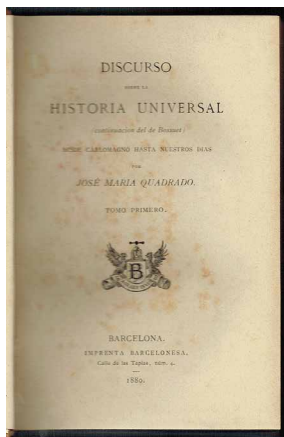 DISCURSO
SOBRE LA
HISTORIA UNIVERSAL
(continuacion del de Bossuet)
DESDE CARLOMAGNO HASTA NUESTROS DIAS
POR
JOSÉ MARIA QUADRADO.
TOMO PRIMERO.
B
BARCELONA.
IMPRENTA BARCELONESA,
Calle de las Tapias, núm. 4.
1880.